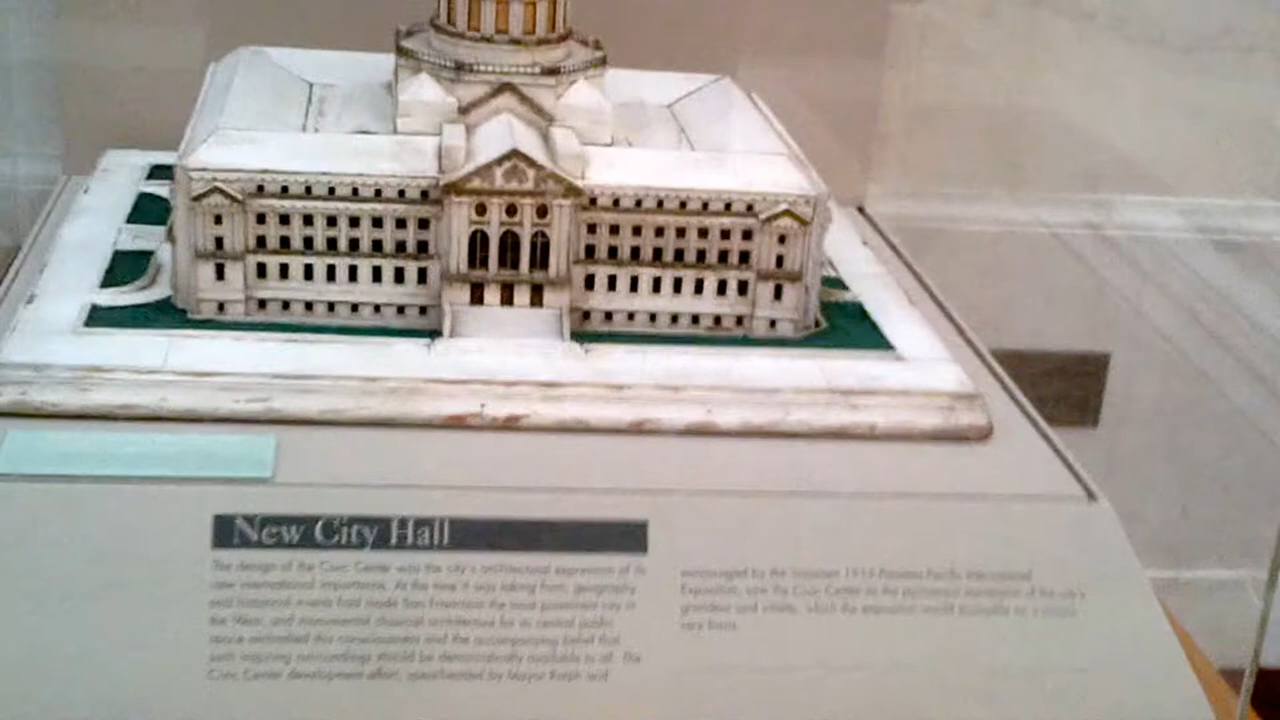 New City Hall
The design of the Civic Center was the city's architectural expression of its
new international importance. At the time it was taking form, geography
and historical events had made San Francisco the most prominent city in
the West, and monumental classical architecture for its central public
space embodied this consciousness and the accompanying belief that
such inspiring surroundings should be democratically available to all. The
Civic Center development effort, spearheaded by Mayor Rolph and
encouraged by the 1915 Panama Pacific International
Exposition, saw the Civic Center as the permanent of the city's
grandeur and vitality, which the exposition would on a
very basis.